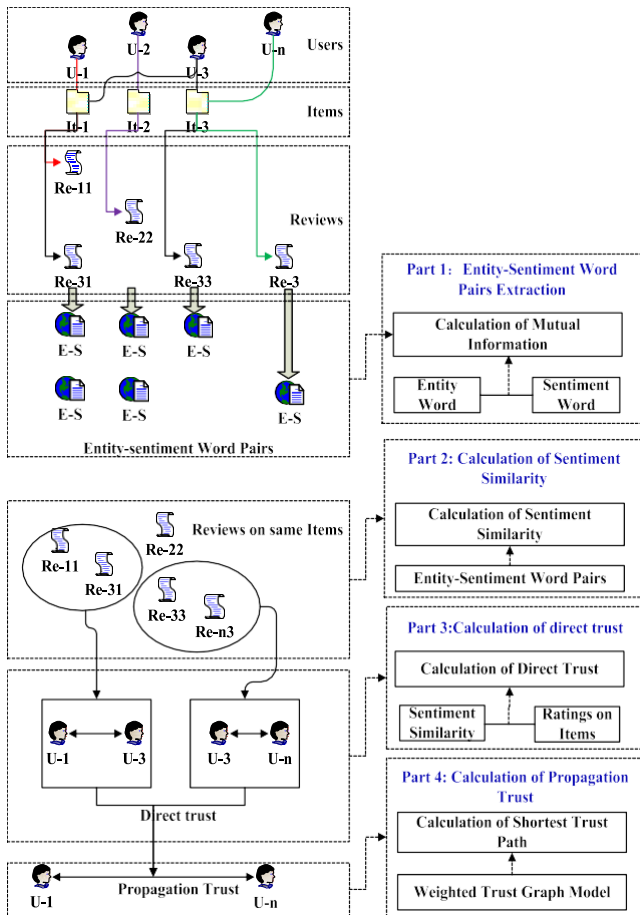 U-1
U-2
U-3
U-n
Users
It-1
It-2
It-3
Items
Re-11
Re-22
Re-31
Re-33
Re-3
Reviews
E-S
E-S
E-S
E-S
E-S
E-S
Entity-sentiment Word Pairs
Part 1：Entity-Sentiment Word
Pairs Extraction
Calculation of Mutual
Information
Entity
Word
Sentiment
Word
Reviews on same Items
Re-11
Re-31
Re-22
Re-33
Re-n3
Part 2: Calculation of Sentiment
Similarity
Calculation of Sentiment
Similarity
Entity-Sentiment Word Pairs
U-1
U-3
U-3
U-n
Direct trust
Part 3:Calculation of direct trust
Calculation of Direct Trust
Sentiment
Similarity
Ratings on
Items
U-1
Propagation Trust
U-n
Part 4: Calculation of Propagation
Trust
Calculation of Shortest Trust
Path
Weighted Trust Graph Model